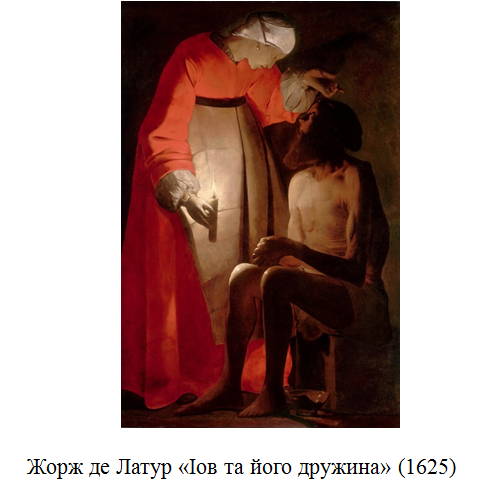 Жорж де Латур «Іов та його дружина» (1625)